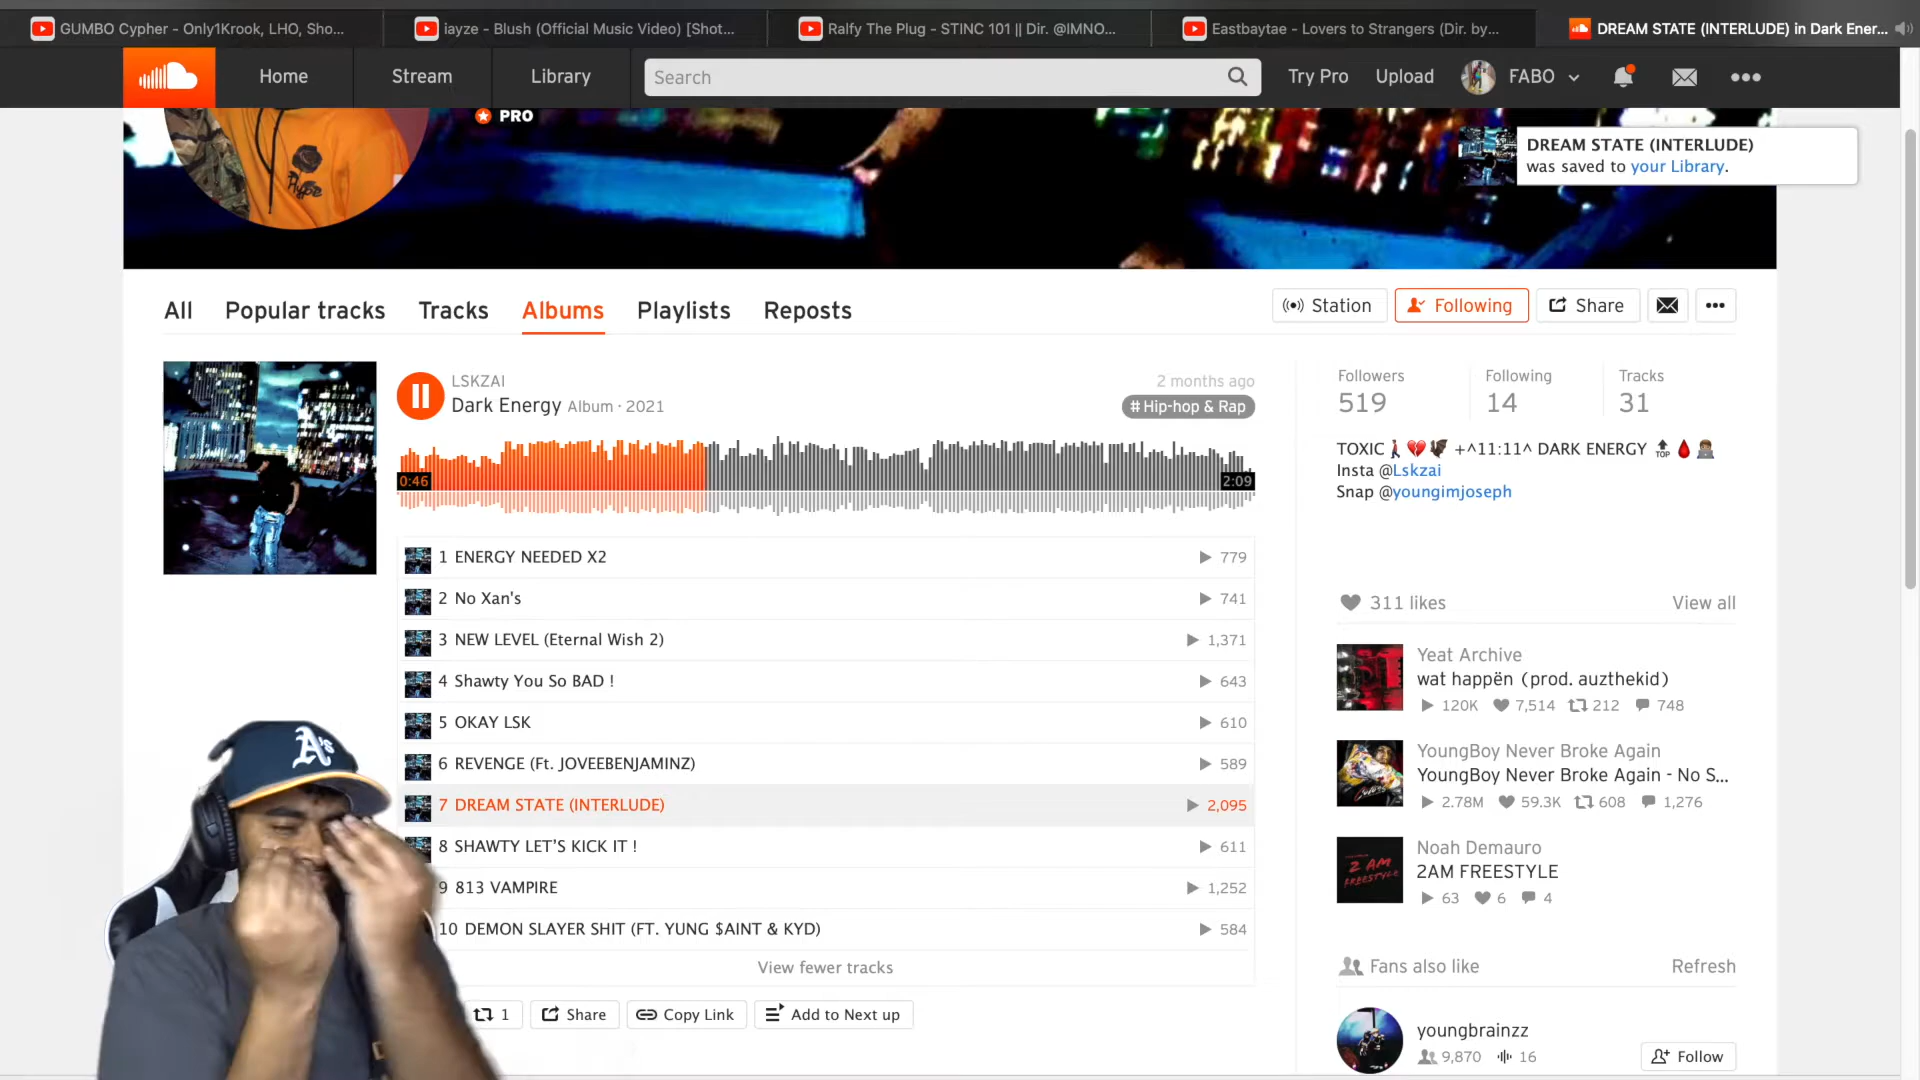 GUMBO Cypher - Only1Krook, LHO, Sho...
iayze - Blush (Official Music Video) [Shot...
Ralfy The Plug - STINC 101 || Dir. @IMNO...
Eastbaytae - Lovers to Strangers (Dir. by...
DREAM STATE (INTERLUDE) in Dark Ener...
Home
Stream
Library
Search
Try Pro
Upload
FABO
PRO
DREAM STATE (INTERLUDE)
was saved to your Library.
All
Popular tracks
Tracks
Albums
Playlists
Reposts
Station
Following
Share
LSKZAI
2 months ago
Dark Energy Album · 2021
# Hip-hop & Rap
0:46
2:09
1 ENERGY NEEDED X2
779
2 No Xan's
741
3 NEW LEVEL (Eternal Wish 2)
1,371
4 Shawty You So BAD !
643
5 OKAY LSK
610
6 REVENGE (Ft. JOVEEBENJAMINZ)
589
7 DREAM STATE (INTERLUDE)
2,095
8 SHAWTY LET'S KICK IT !
611
9 813 VAMPIRE
1,252
10 DEMON SLAYER SHIT (FT. YUNG $AINT & KYD)
584
View fewer tracks
1
Share
Copy Link
Add to Next up
Followers
519
Following
14
Tracks
31
TOXIC🚶💔🦇 +^11:11^ DARK ENERGY 🔝🩸👨🏽‍💻
Insta @Lskzai
Snap @youngimjoseph
311 likes
View all
Yeat Archive
wat happën (prod. auzthekid)
120K 7,514 212 748
YoungBoy Never Broke Again
YoungBoy Never Broke Again - No S...
2.78M 59.3K 608 1,276
2 AM
FREESTYLE
Noah Demauro
2AM FREESTYLE
63 6 4
Fans also like
Refresh
youngbrainzz
9,870 16
Follow
A's
Hype